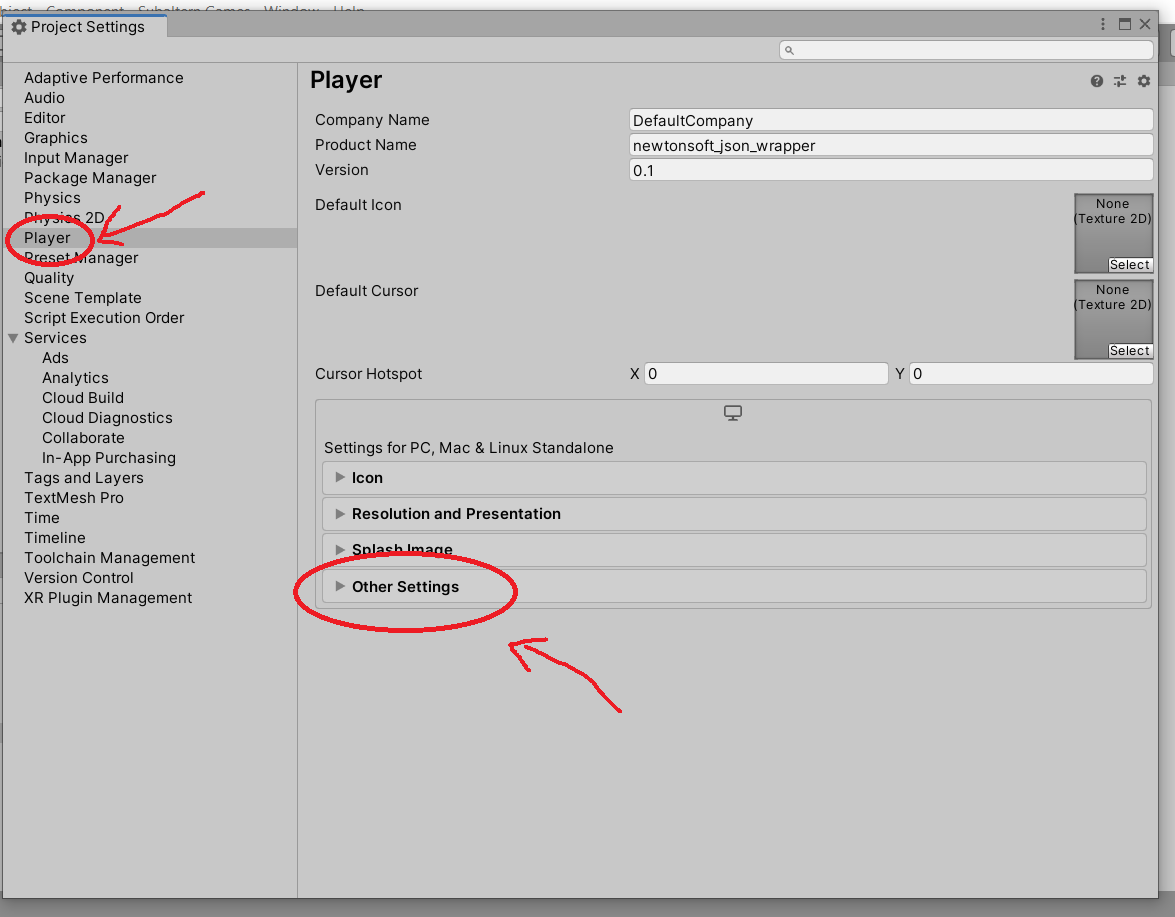 Component Subaltern Games Window Help
Project Settings
Adaptive Performance
Audio
Editor
Graphics
Input Manager
Package Manager
Physics
Physics 2D
Player
Preset Manager
Quality
Scene Template
Script Execution Order
Services
Ads
Analytics
Cloud Build
Cloud Diagnostics
Collaborate
In-App Purchasing
Tags and Layers
TextMesh Pro
Time
Timeline
Toolchain Management
Version Control
XR Plugin Management
Player
Company Name DefaultCompany
Product Name newtonsoft_json_wrapper
Version 0.1
Default Icon
None
(Texture 2D)
Select
Default Cursor
None
(Texture 2D)
Select
Cursor Hotspot X 0 Y 0
Settings for PC, Mac & Linux Standalone
Icon
Resolution and Presentation
Splash Image
Other Settings